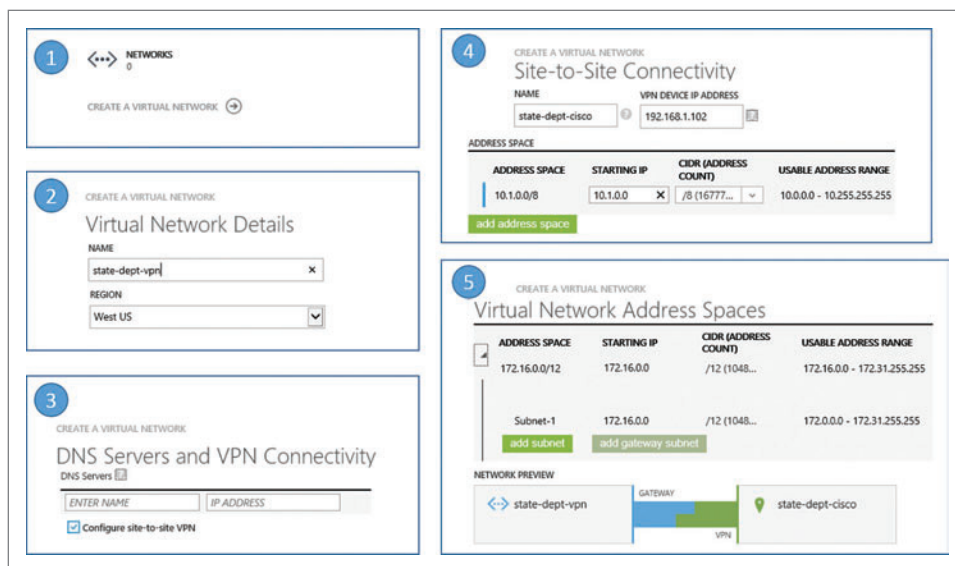 1
NETWORKS
0
CREATE A VIRTUAL NETWORK
2
CREATE A VIRTUAL NETWORK
Virtual Network Details
NAME
state-dept-vpn
REGION
West US
3
CREATE A VIRTUAL NETWORK
DNS Servers and VPN Connectivity
DNS Servers
ENTER NAME IP ADDRESS
Configure site-to-site VPN
4
CREATE A VIRTUAL NETWORK
Site-to-Site Connectivity
NAME VPN DEVICE IP ADDRESS
state-dept-cisco 192.168.1.102
ADDRESS SPACE
ADDRESS SPACE STARTING IP CIDR (ADDRESS COUNT) USABLE ADDRESS RANGE
10.1.0.0/8 10.1.0.0 /8 (16777... 10.0.0.0 - 10.255.255.255
add address space
5
CREATE A VIRTUAL NETWORK
Virtual Network Address Spaces
ADDRESS SPACE STARTING IP CIDR (ADDRESS COUNT) USABLE ADDRESS RANGE
172.16.0.0/12 172.16.0.0 /12 (1048... 172.16.0.0 - 172.31.255.255
Subnet-1 172.16.0.0 /12 (1048... 172.0.0.0 - 172.31.255.255
add subnet add gateway subnet
NETWORK PREVIEW
state-dept-vpn GATEWAY VPN state-dept-cisco